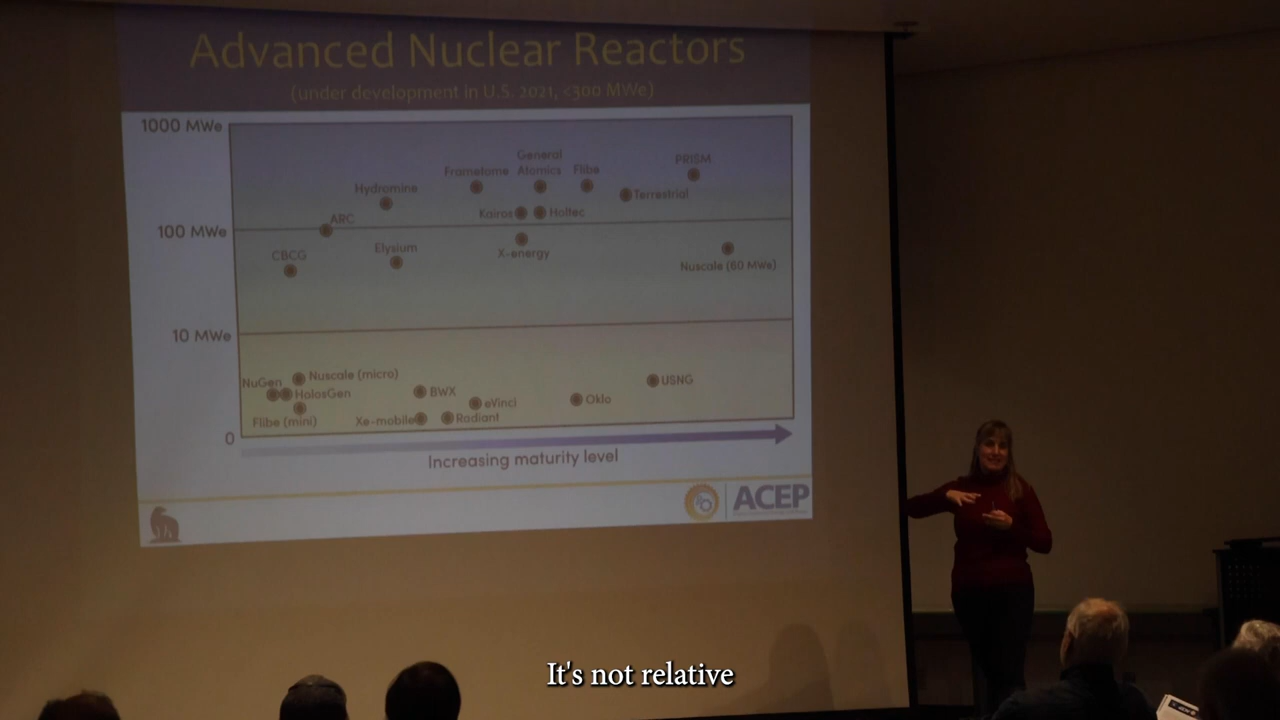 Advanced Nuclear Reactors
(under development in U.S. 2021, <300 MWe)
1000 MWe
General
Atomics
PRISM
Framatome
Flibe
Hydromine
Terrestrial
ARC
Kairos
Holtec
100 MWe
CBCG
Elysium
X-energy
Nuscale (60 MWe)
10 MWe
NuGen
Nuscale (micro)
HolosGen
BWX
eVinci
Oklo
USNG
Flibe (mini)
Xe-mobile
Radiant
0
Increasing maturity level
ACEP
It's not relative